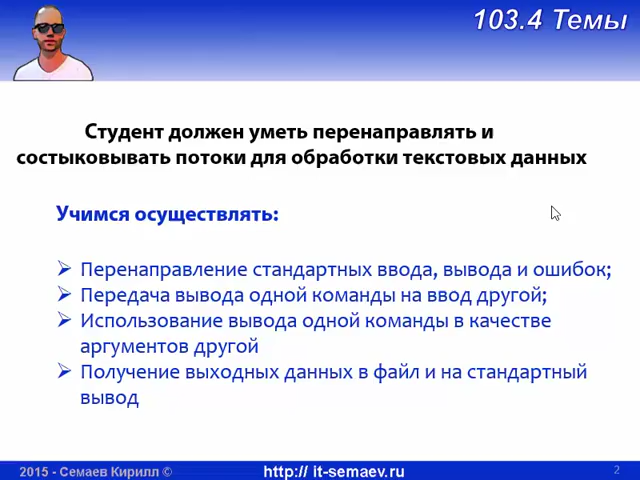 103.4 Темы
Студент должен уметь перенаправлять и
состыковывать потоки для обработки текстовых данных
Учимся осуществлять:
Перенаправление стандартных ввода, вывода и ошибок;
Передача вывода одной команды на ввод другой;
Использование вывода одной команды в качестве
аргументов другой
Получение выходных данных в файл и на стандартный
вывод
2015 - Семаев Кирилл ©
http:// it-semaev.ru
2